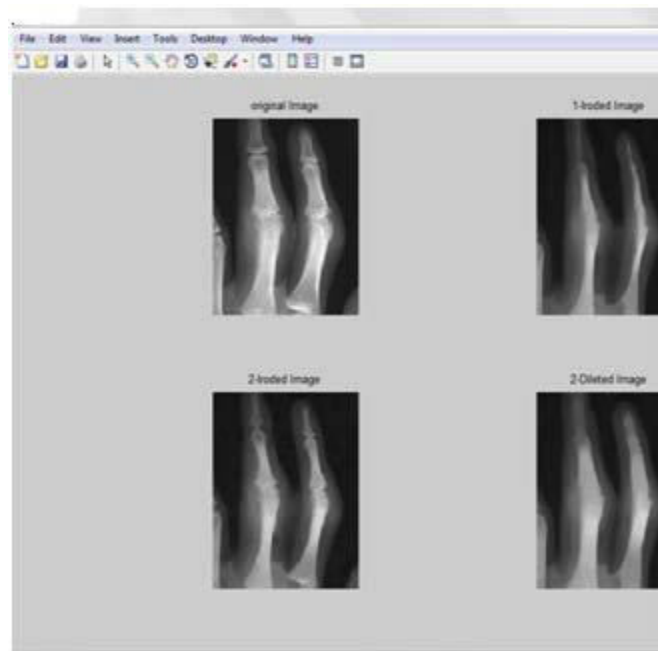 File Edit View Insert Tools Desktop Window Help
original Image
1-Iroded Image
2-Iroded Image
2-Dileted Image